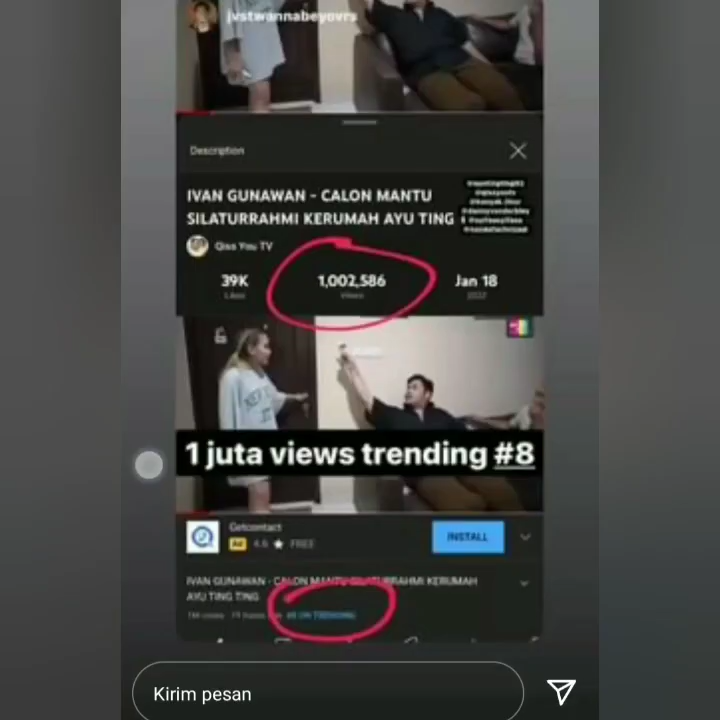 jvstwannabeyovrs
Description
IVAN GUNAWAN - CALON MANTU
SILATURRAHMI KERUMAH AYU TING
Qiss You TV
39K 1,002,586 Jan 18
Likes Views 2022
1 juta views trending #8
Getcontact
Ad 4.6 ★ FREE
INSTALL
IVAN GUNAWAN - CALON MANTU SILATURRAHMI KERUMAH
AYU TING TING
ON TRENDING
Kirim pesan